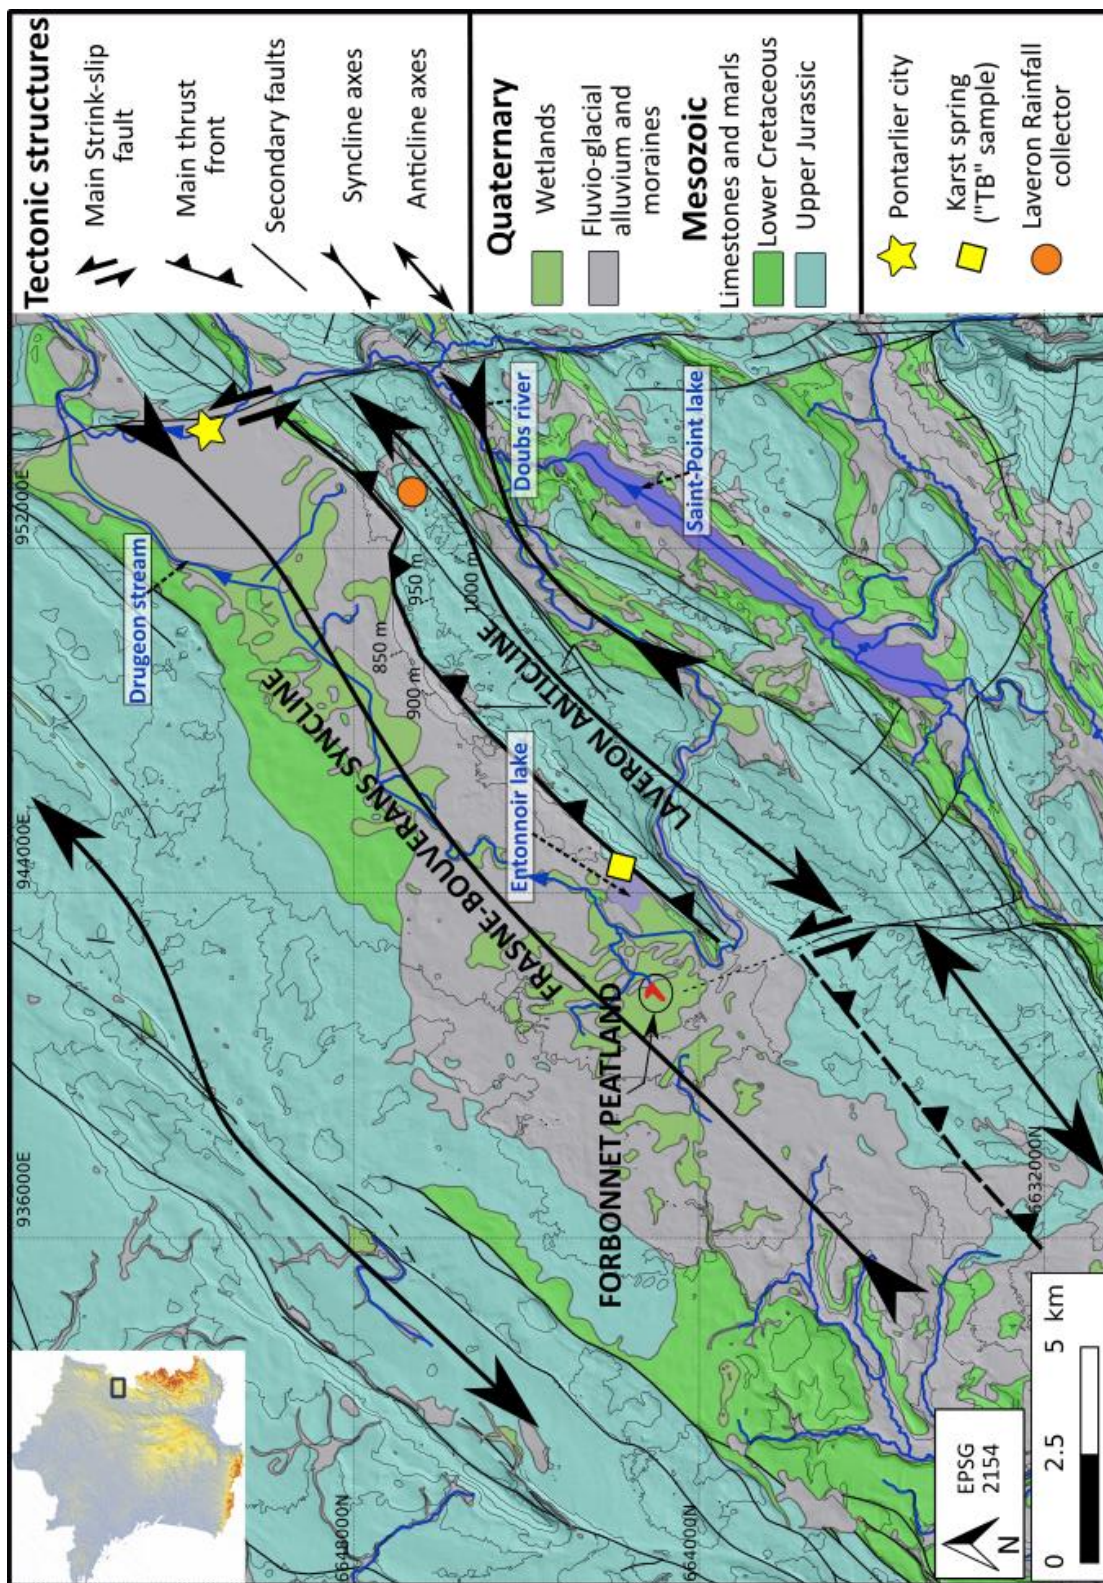 Tectonic structures
Main Strink-slip
fault
Main thrust
front
Secondary faults
Syncline axes
Anticline axes
Quaternary
Wetlands
Fluvio-glacial
alluvium and
moraines
Mesozoic
Limestones and marls
Lower Cretaceous
Upper Jurassic
Pontarlier city
Karst spring
("TB" sample)
Laveron Rainfall
collector
952000E
944000E
936000E
6648000N
6640000N
6632000N
Drugeon stream
Doubs river
Saint-Point lake
Entonnoir lake
850 m
900 m
950 m
1000 m
FRASNE-BOUVERANS SYNCLINE
LAVERON ANTICLINE
FORBONNET PEATLAND
EPSG
2154
N
0 2.5 5 km